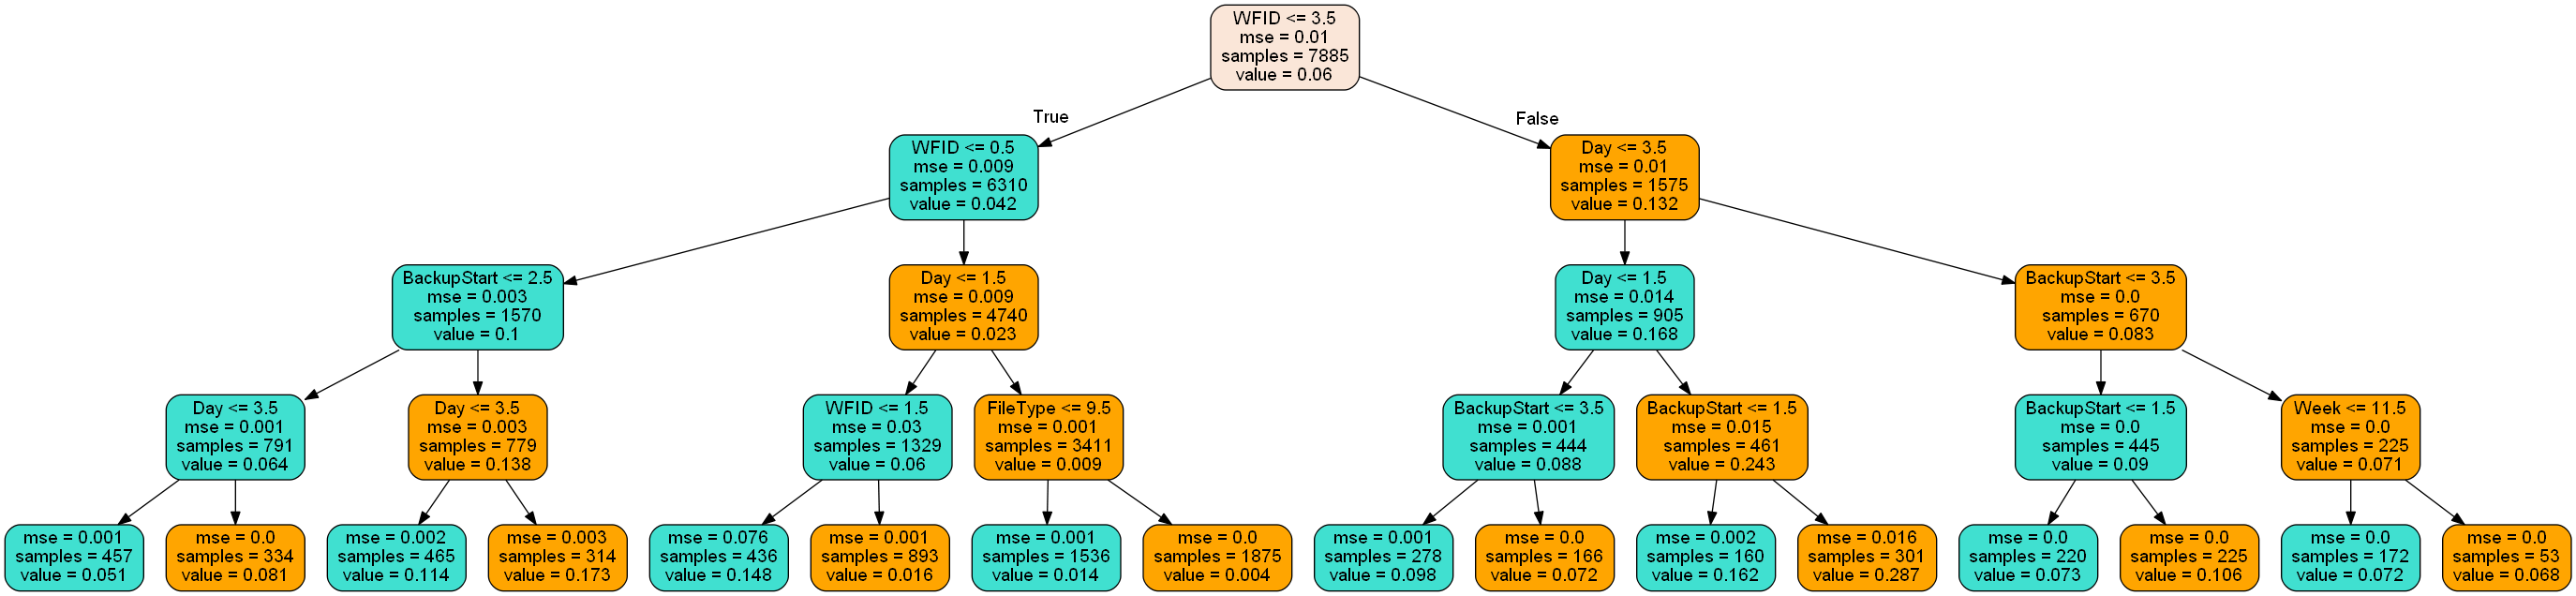 WFID <= 3.5
mse = 0.01
samples = 7885
value = 0.06
True
False
WFID <= 0.5
mse = 0.009
samples = 6310
value = 0.042
Day <= 3.5
mse = 0.01
samples = 1575
value = 0.132
BackupStart <= 2.5
mse = 0.003
samples = 1570
value = 0.1
Day <= 1.5
mse = 0.009
samples = 4740
value = 0.023
Day <= 1.5
mse = 0.014
samples = 905
value = 0.168
BackupStart <= 3.5
mse = 0.0
samples = 670
value = 0.083
Day <= 3.5
mse = 0.001
samples = 791
value = 0.064
Day <= 3.5
mse = 0.003
samples = 779
value = 0.138
WFID <= 1.5
mse = 0.03
samples = 1329
value = 0.06
FileType <= 9.5
mse = 0.001
samples = 3411
value = 0.009
BackupStart <= 3.5
mse = 0.001
samples = 444
value = 0.088
BackupStart <= 1.5
mse = 0.015
samples = 461
value = 0.243
BackupStart <= 1.5
mse = 0.0
samples = 445
value = 0.09
Week <= 11.5
mse = 0.0
samples = 225
value = 0.071
mse = 0.001
samples = 457
value = 0.051
mse = 0.0
samples = 334
value = 0.081
mse = 0.002
samples = 465
value = 0.114
mse = 0.003
samples = 314
value = 0.173
mse = 0.076
samples = 436
value = 0.148
mse = 0.001
samples = 893
value = 0.016
mse = 0.001
samples = 1536
value = 0.014
mse = 0.0
samples = 1875
value = 0.004
mse = 0.001
samples = 278
value = 0.098
mse = 0.0
samples = 166
value = 0.072
mse = 0.002
samples = 160
value = 0.162
mse = 0.016
samples = 301
value = 0.287
mse = 0.0
samples = 220
value = 0.073
mse = 0.0
samples = 225
value = 0.106
mse = 0.0
samples = 172
value = 0.072
mse = 0.0
samples = 53
value = 0.068